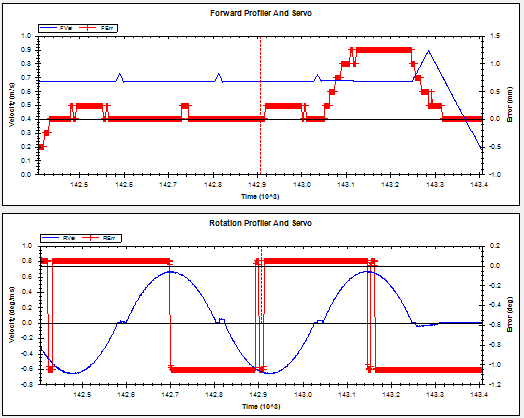 Forward Profiler And Servo
FVel FErr
1.0 1.5
0.9
0.8 1.0
0.7
0.6 0.5
0.5
0.4 0.0
0.3
0.2 -0.5
0.1
0.0 -1.0
Velocity (m/s)
Error (mm)
142.5 142.6 142.7 142.8 142.9 143.0 143.1 143.2 143.3 143.4
Time (10^3)
Rotation Profiler And Servo
RVel RErr
1.0 0.2
0.8
0.6 0.0
0.4 -0.2
0.2 -0.4
0.0
-0.2 -0.6
-0.4 -0.8
-0.6 -1.0
-0.8 -1.2
Velocity (deg/ms)
Error (deg)
142.5 142.6 142.7 142.8 142.9 143.0 143.1 143.2 143.3 143.4
Time (10^3)